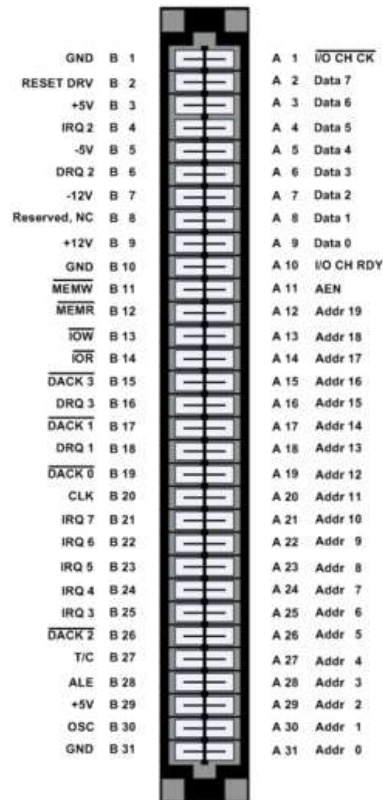 GND B 1 A 1 I/O CH CK
RESET DRV B 2 A 2 Data 7
+5V B 3 A 3 Data 6
IRQ 2 B 4 A 4 Data 5
-5V B 5 A 5 Data 4
DRQ 2 B 6 A 6 Data 3
-12V B 7 A 7 Data 2
Reserved, NC B 8 A 8 Data 1
+12V B 9 A 9 Data 0
GND B 10 A 10 I/O CH RDY
MEMW B 11 A 11 AEN
MEMR B 12 A 12 Addr 19
IOW B 13 A 13 Addr 18
IOR B 14 A 14 Addr 17
DACK 3 B 15 A 15 Addr 16
DRQ 3 B 16 A 16 Addr 15
DACK 1 B 17 A 17 Addr 14
DRQ 1 B 18 A 18 Addr 13
DACK 0 B 19 A 19 Addr 12
CLK B 20 A 20 Addr 11
IRQ 7 B 21 A 21 Addr 10
IRQ 6 B 22 A 22 Addr 9
IRQ 5 B 23 A 23 Addr 8
IRQ 4 B 24 A 24 Addr 7
IRQ 3 B 25 A 25 Addr 6
DACK 2 B 26 A 26 Addr 5
T/C B 27 A 27 Addr 4
ALE B 28 A 28 Addr 3
+5V B 29 A 29 Addr 2
OSC B 30 A 30 Addr 1
GND B 31 A 31 Addr 0